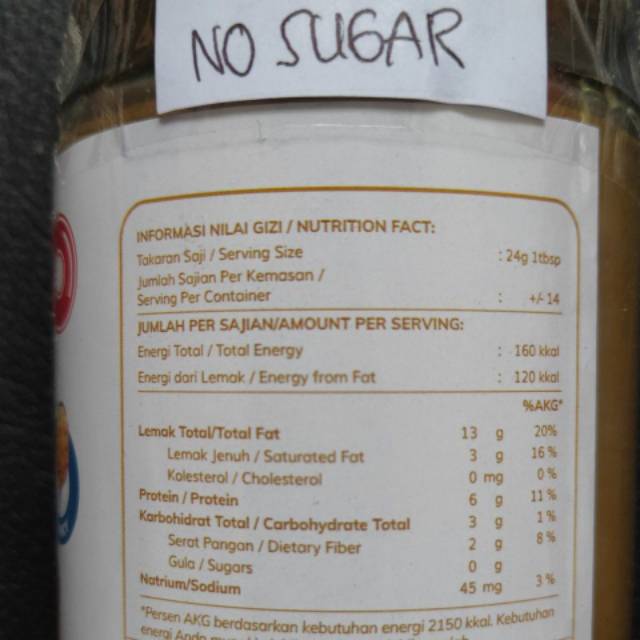 NO SUGAR
INFORMASI NILAI GIZI / NUTRITION FACT:
Takaran Saji / Serving Size : 24g 1tbsp
Jumlah Sajian Per Kemasan /
Serving Per Container : +/- 14
JUMLAH PER SAJIAN/AMOUNT PER SERVING:
Energi Total / Total Energy : 160 kkal
Energi dari Lemak / Energy from Fat : 120 kkal
%AKG*
Lemak Total/Total Fat 13 g 20%
Lemak Jenuh / Saturated Fat 3 g 16 %
Kolesterol / Cholesterol 0 mg 0 %
Protein / Protein 6 g 11 %
Karbohidrat Total / Carbohydrate Total 3 g 1 %
Serat Pangan / Dietary Fiber 2 g 8 %
Gula / Sugars 0 g
Natrium/Sodium 45 mg 3 %
*Persen AKG berdasarkan kebutuhan energi 2150 kkal. Kebutuhan
energi Anda